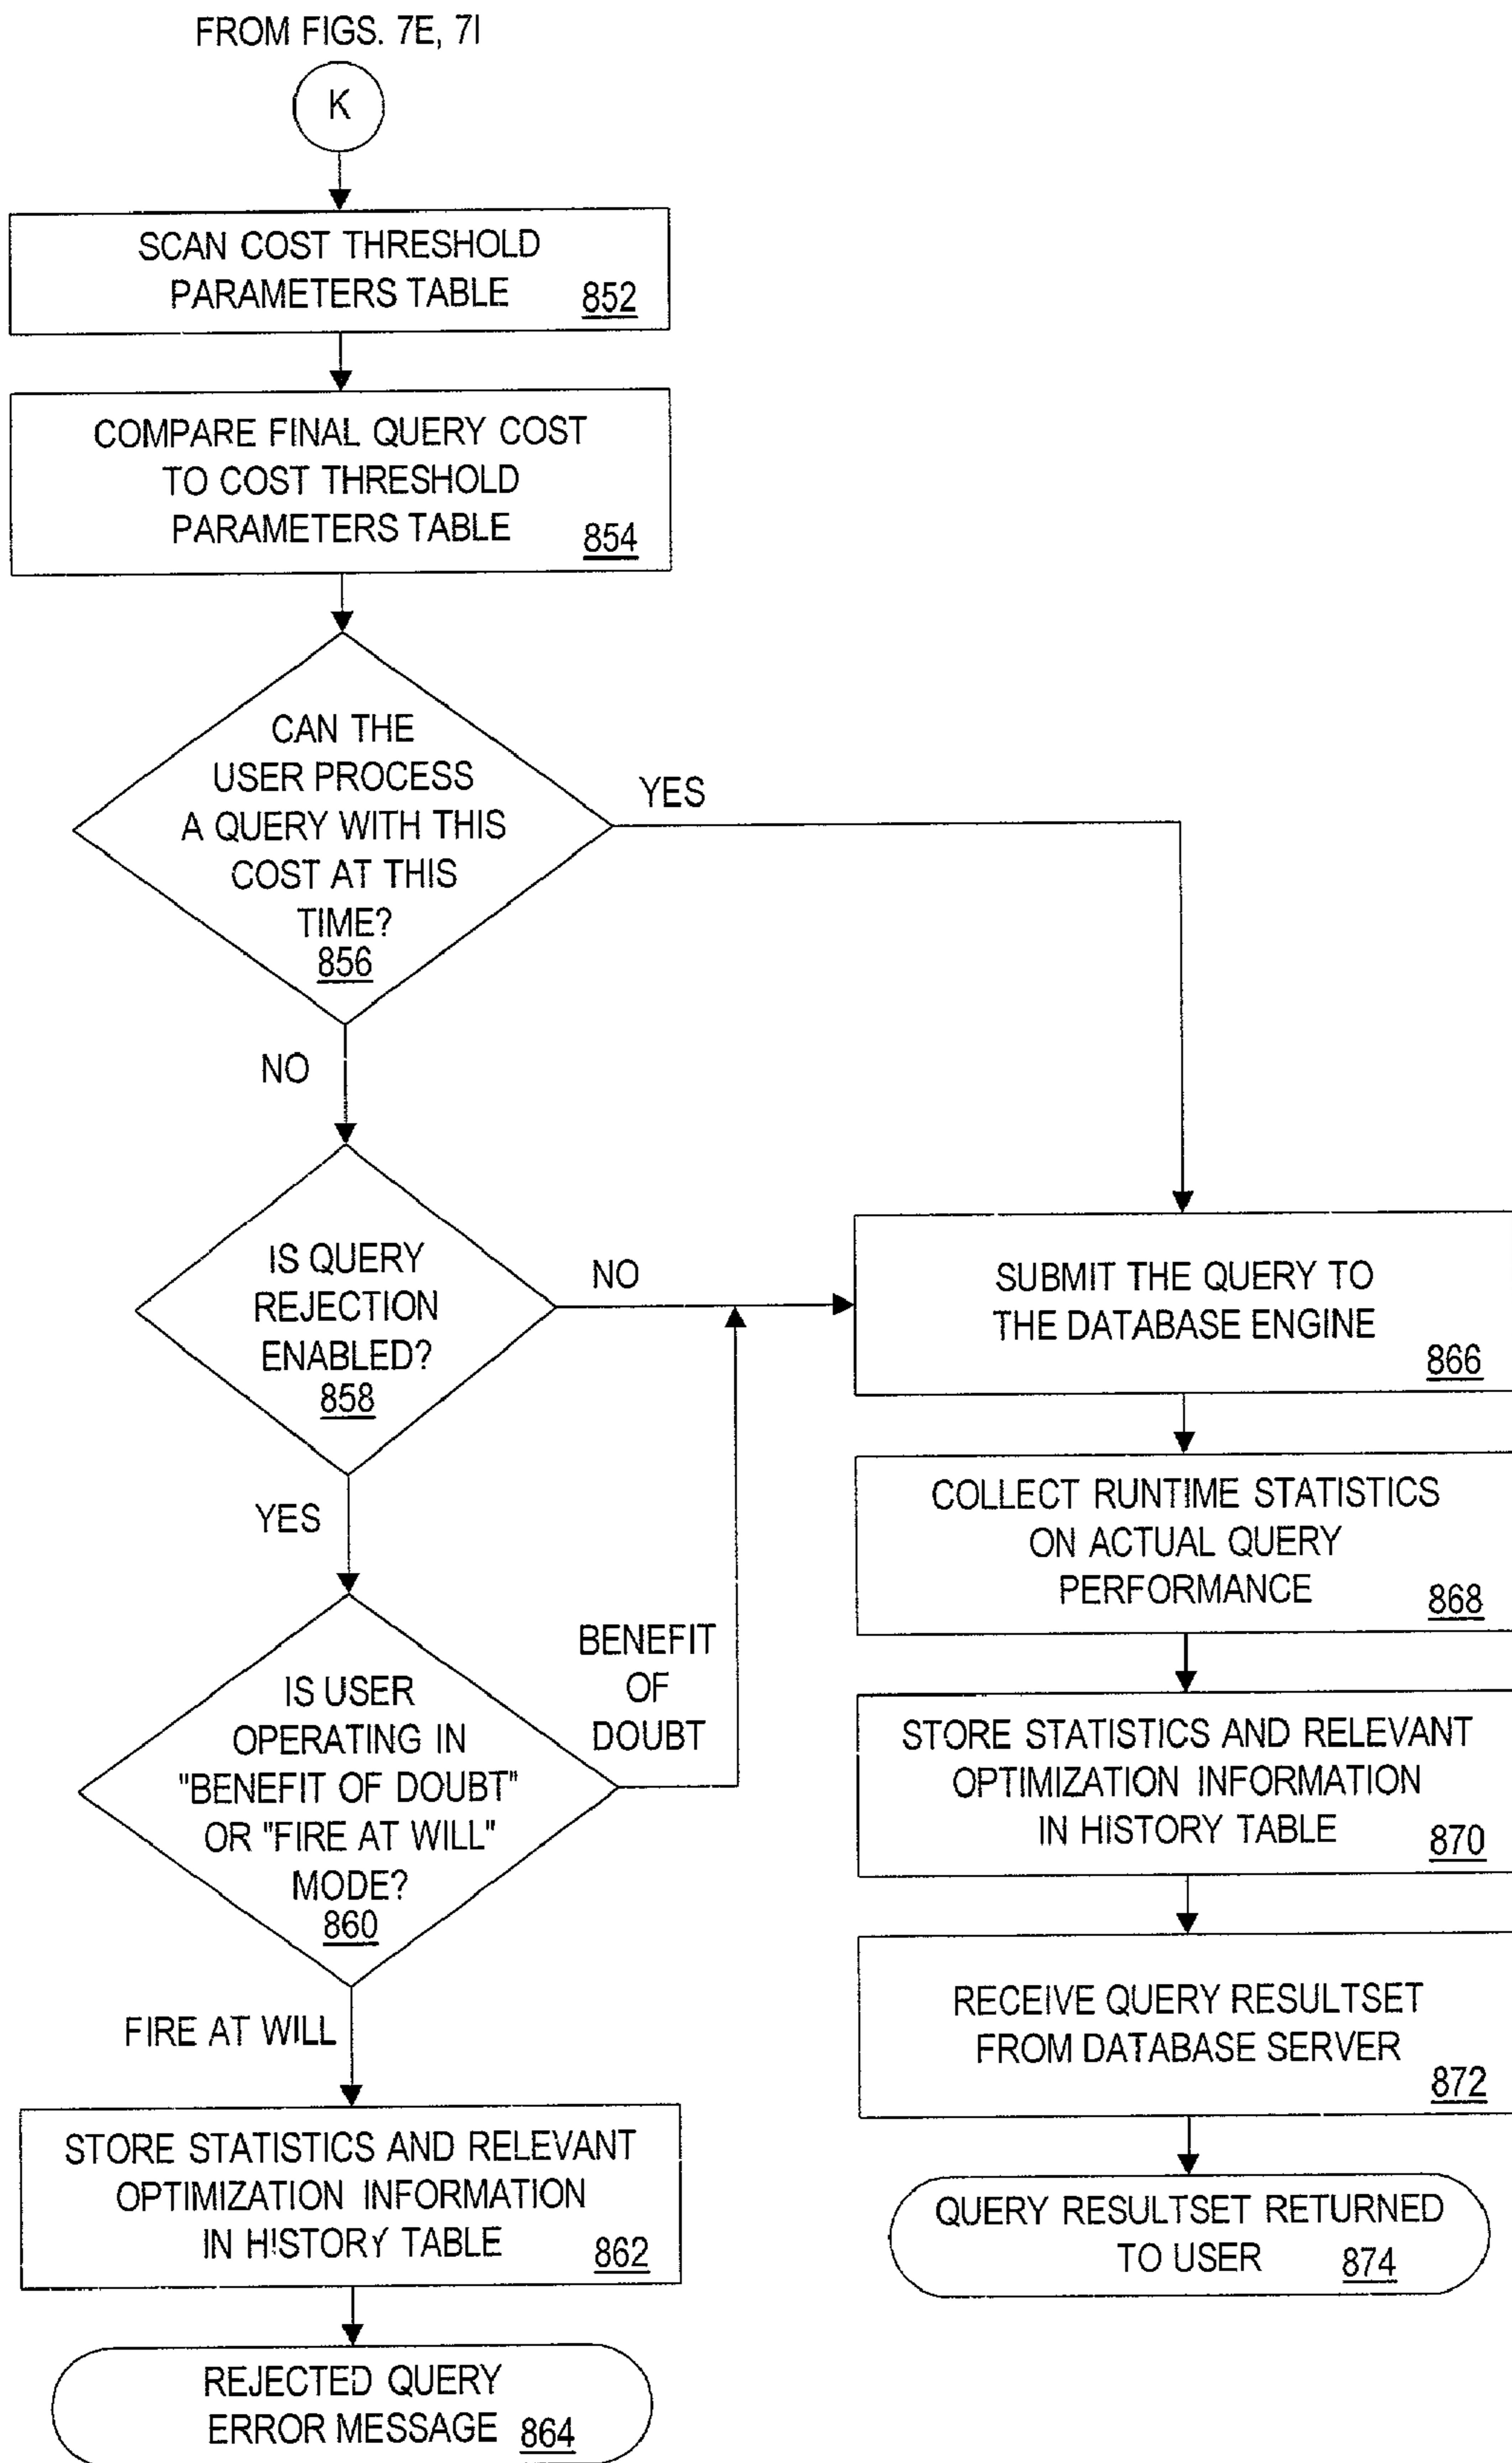 FROM FIGS. 7E, 7I
K
SCAN COST THRESHOLD
PARAMETERS TABLE 852
COMPARE FINAL QUERY COST
TO COST THRESHOLD
PARAMETERS TABLE 854
CAN THE
USER PROCESS
A QUERY WITH THIS
COST AT THIS
TIME?
856
YES
NO
IS QUERY
REJECTION
ENABLED?
858
NO
YES
IS USER
OPERATING IN
"BENEFIT OF DOUBT"
OR "FIRE AT WILL"
MODE?
860
BENEFIT
OF
DOUBT
FIRE AT WILL
STORE STATISTICS AND RELEVANT
OPTIMIZATION INFORMATION
IN HISTORY TABLE 862
REJECTED QUERY
ERROR MESSAGE 864
SUBMIT THE QUERY TO
THE DATABASE ENGINE
866
COLLECT RUNTIME STATISTICS
ON ACTUAL QUERY
PERFORMANCE 868
STORE STATISTICS AND RELEVANT
OPTIMIZATION INFORMATION
IN HISTORY TABLE 870
RECEIVE QUERY RESULTSET
FROM DATABASE SERVER
872
QUERY RESULTSET RETURNED
TO USER 874